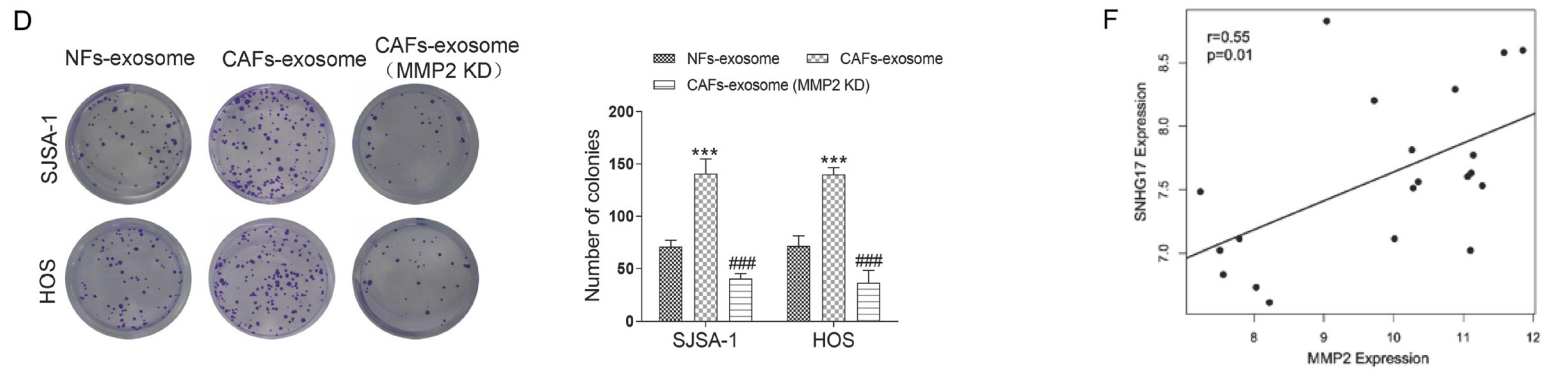 D
NFs-exosome
CAFs-exosome
CAFs-exosome
（MMP2 KD）
SJSA-1
HOS
NFs-exosome
CAFs-exosome
CAFs-exosome (MMP2 KD)
Number of colonies
200
150
100
50
0
***
###
***
###
SJSA-1
HOS
F
r=0.55
p=0.01
SNHG17 Expression
8.5
8.0
7.5
7.0
8
9
10
11
12
MMP2 Expression